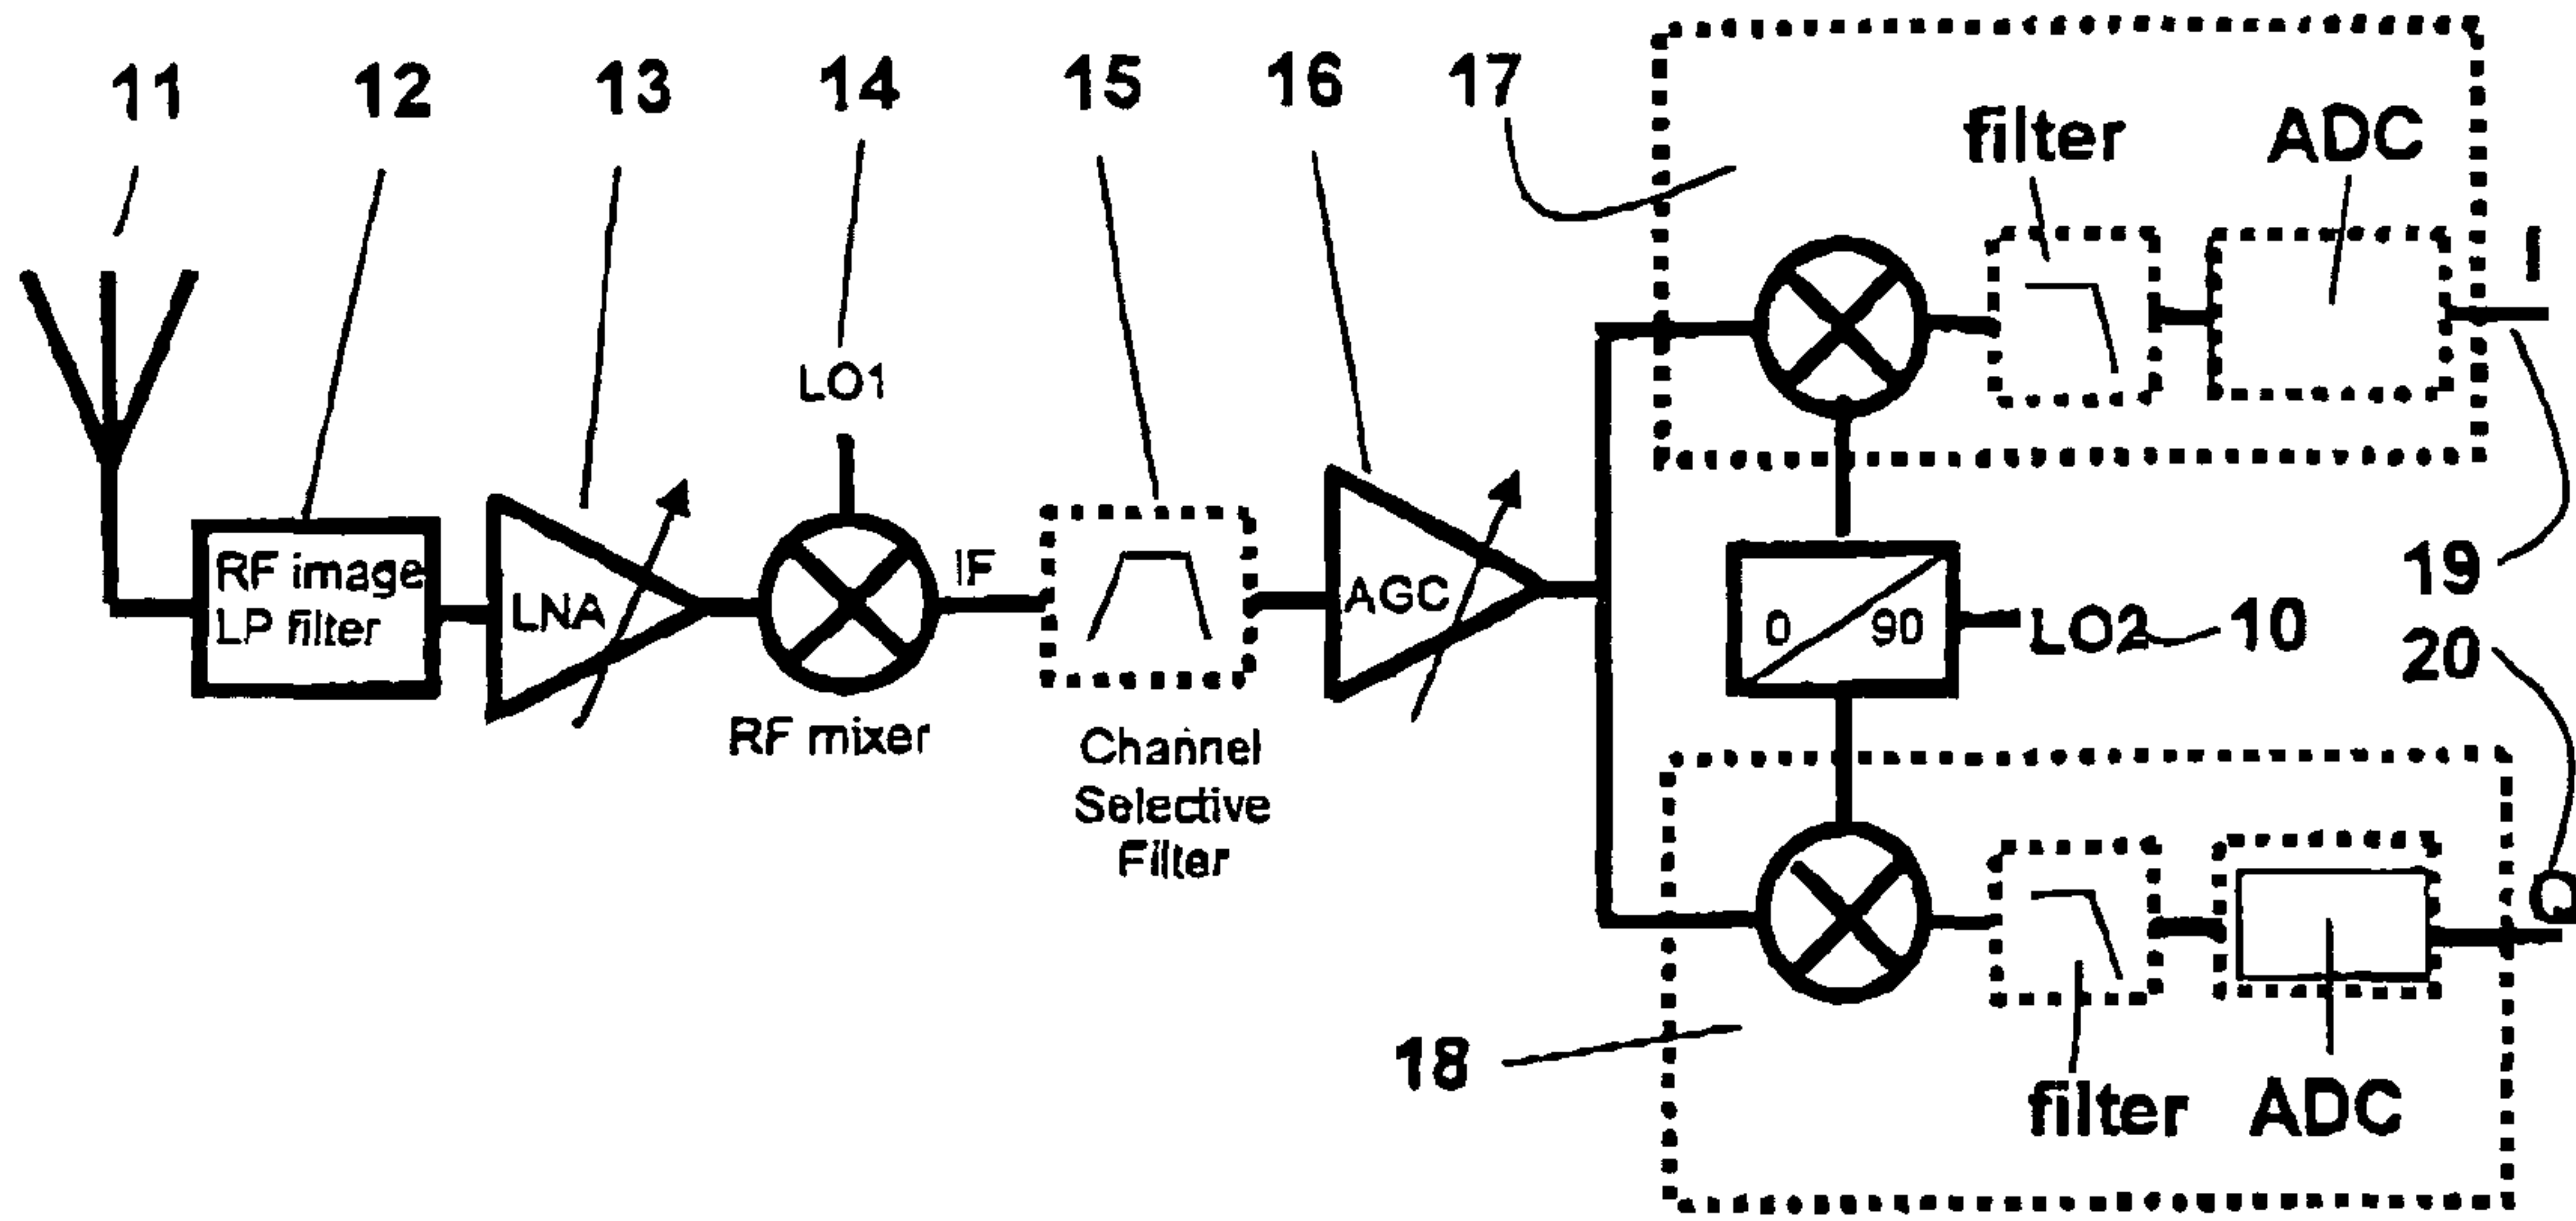 11
12
13
14
15
16
17
filter
ADC
I
LO1
RF image
LP filter
LNA
IF
AGC
0
90
LO2
10
19
20
RF mixer
Channel
Selective
Filter
18
Q
filter
ADC